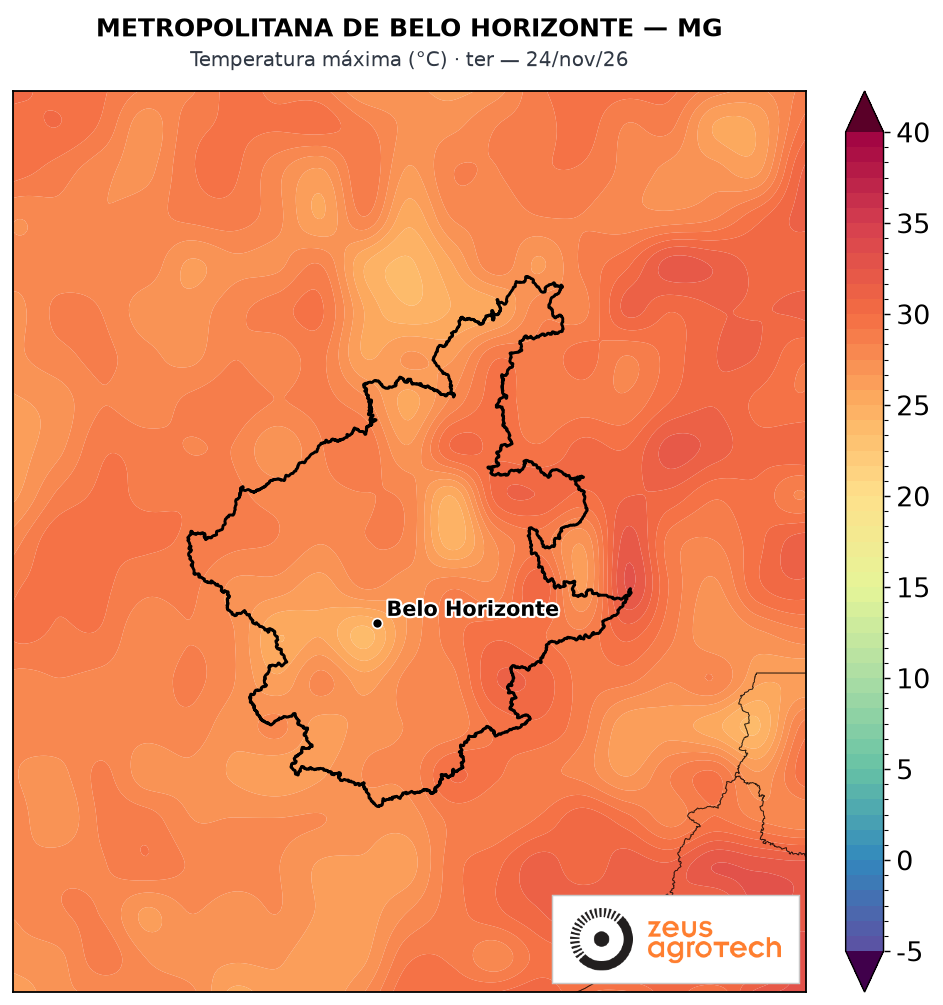 METROPOLITANA DE BELO HORIZONTE — MG
Temperatura máxima (°C) · ter — 24/nov/26
40
35
30
25
20
15
10
5
0
-5
Belo Horizonte
zeus
agrotech